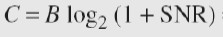 C = B log₂ (1 + SNR)